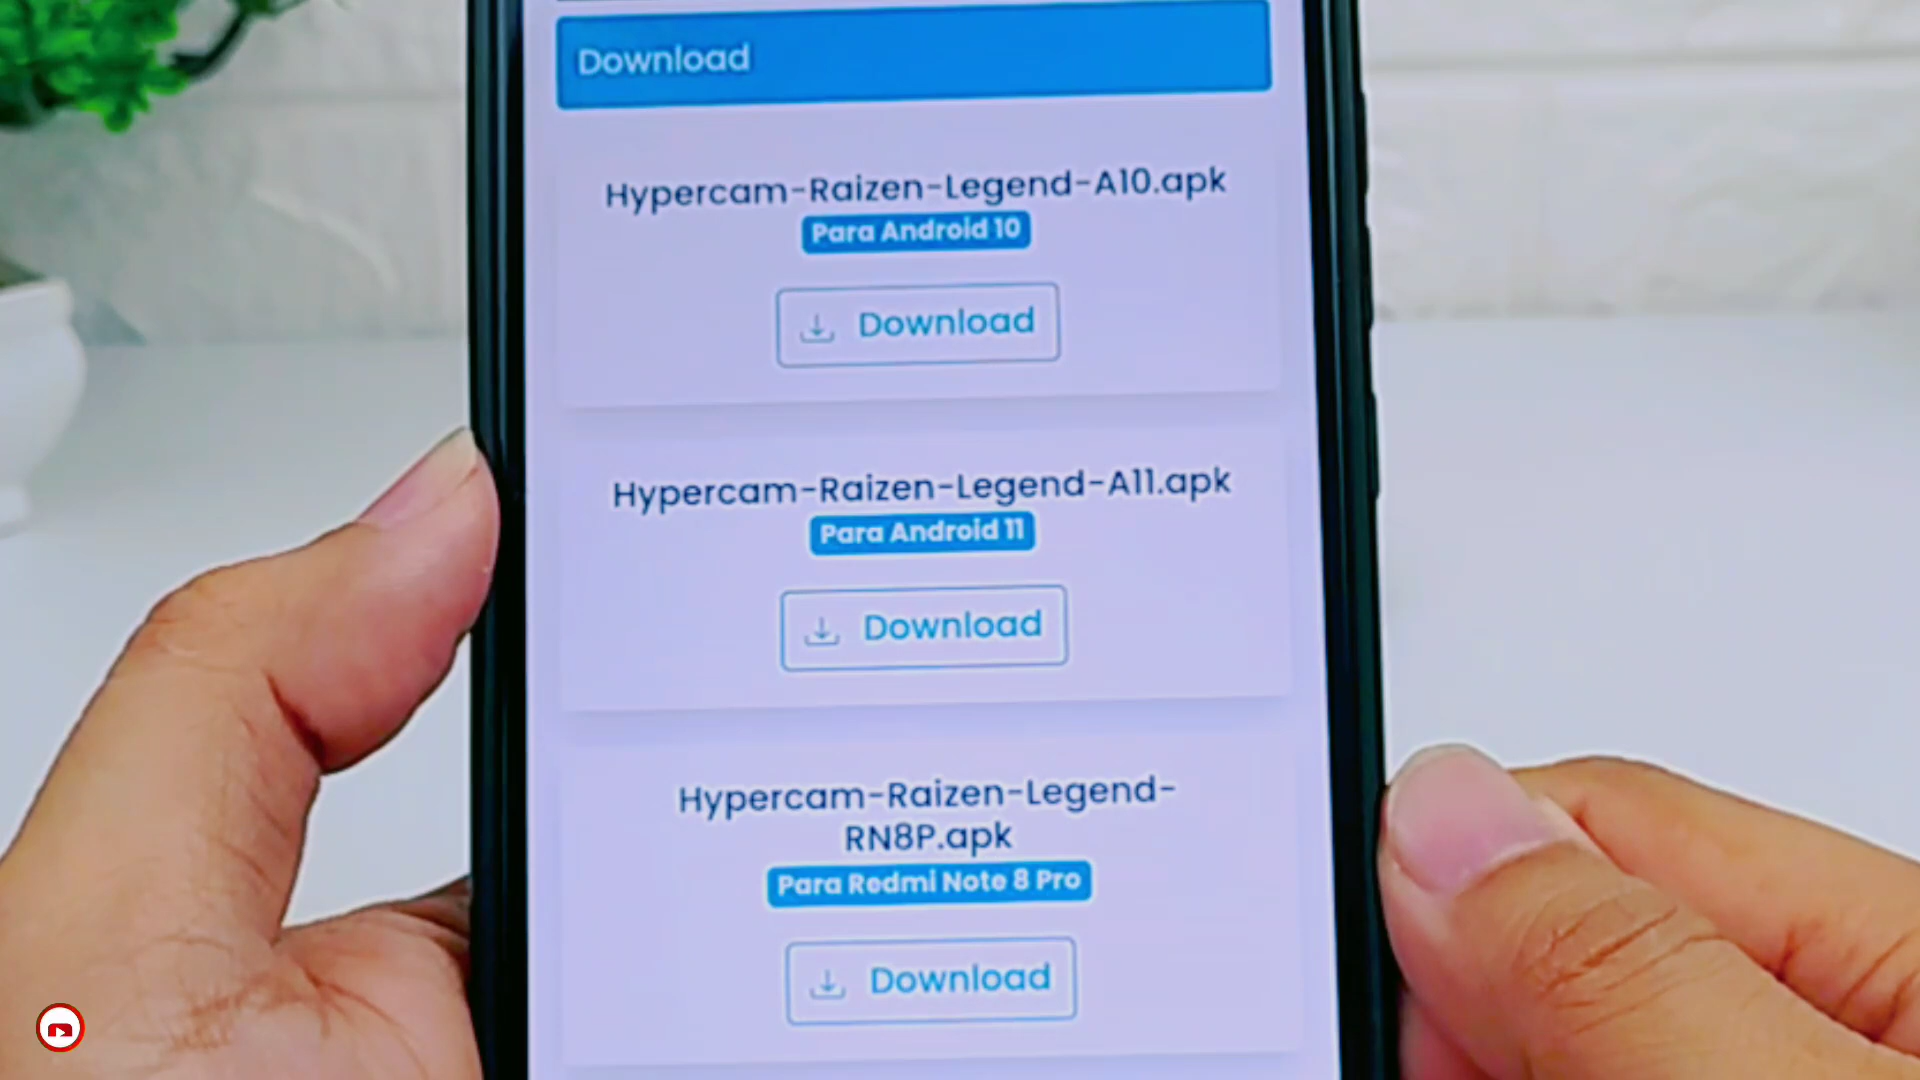 Download
Hypercam-Raizen-Legend-A10.apk
Para Android 10
Download
Hypercam-Raizen-Legend-A11.apk
Para Android 11
Download
Hypercam-Raizen-Legend-
RN8P.apk
Para Redmi Note 8 Pro
Download